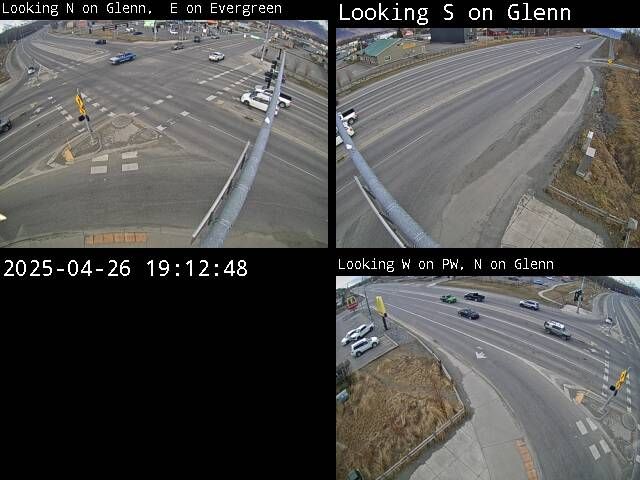 Looking N on Glenn,  E on Evergreen
Looking S on Glenn
2025-04-26 19:12:48
Looking W on PW, N on Glenn